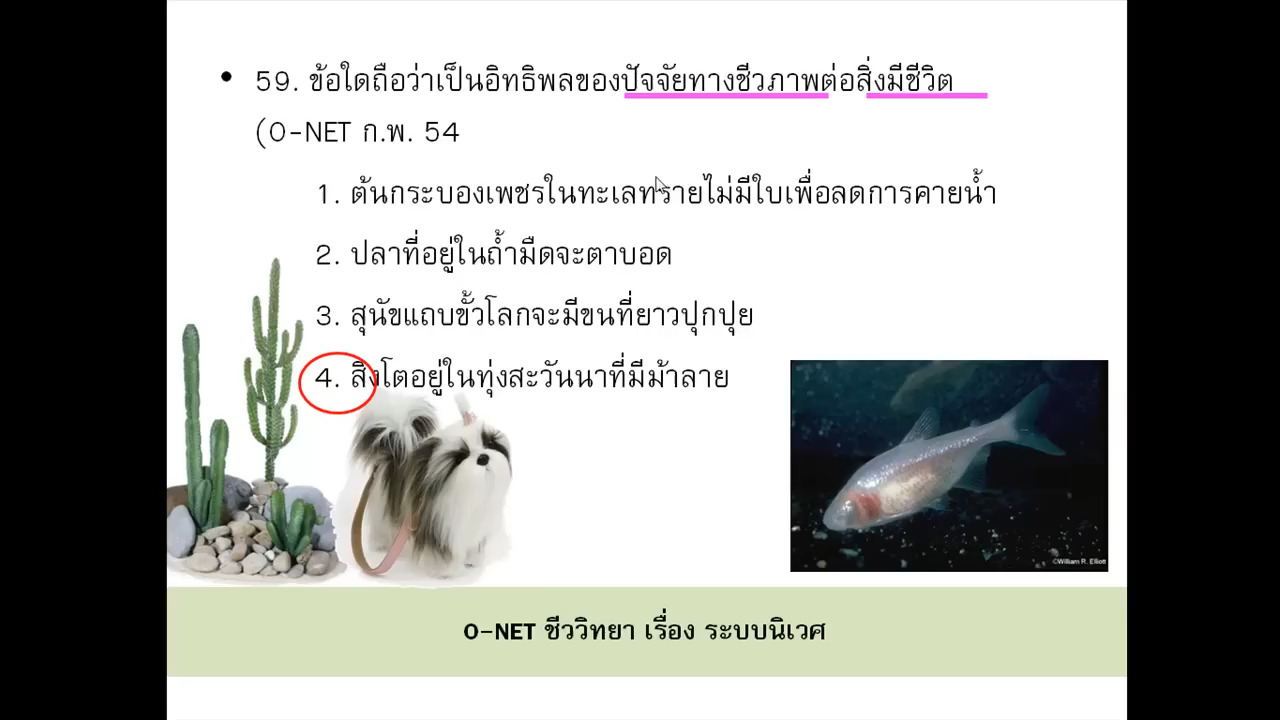 • 59. ข้อใดถือว่าเป็นอิทธิพลของปัจจัยทางชีวภาพต่อสิ่งมีชีวิต
(O-NET ก.พ. 54
1. ต้นกระบองเพชรในทะเลทรายไม่มีใบเพื่อลดการคายน้ำ
2. ปลาที่อยู่ในถ้ำมืดจะตาบอด
3. สุนัขแถบขั้วโลกจะมีขนที่ยาวปุกปุย
4. สิงโตอยู่ในทุ่งสะวันนาที่มีม้าลาย
©William R. Elliott
O-NET ชีววิทยา เรื่อง ระบบนิเวศ